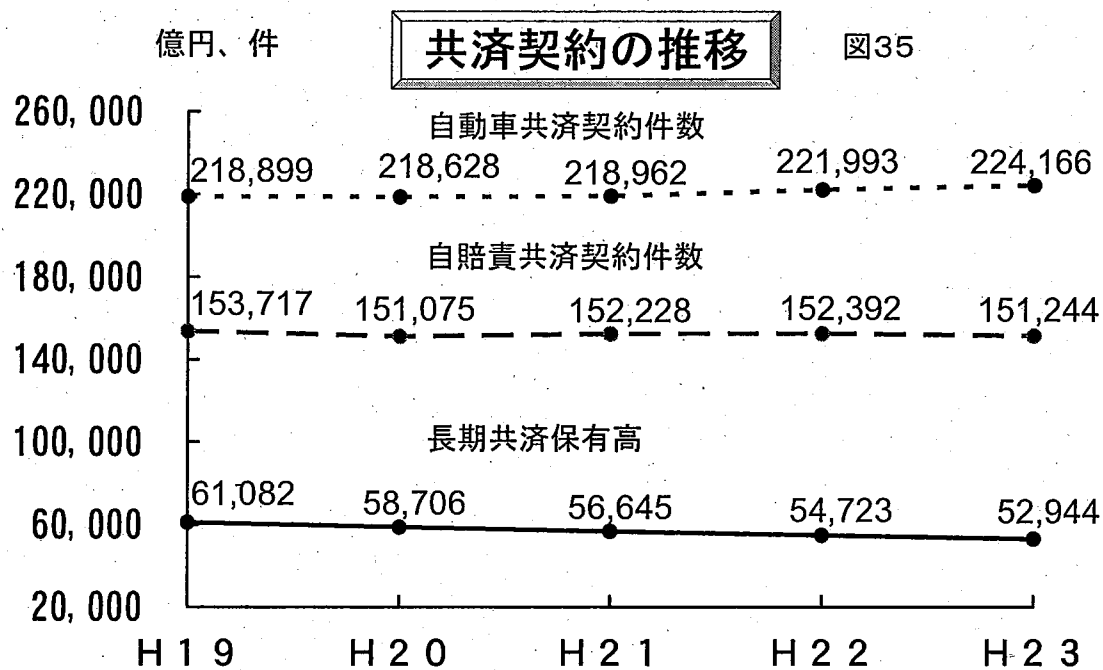 億円、件 共済契約の推移 図35
260,000
自動車共済契約件数
218,899 218,628 218,962 221,993 224,166
220,000
自賠責共済契約件数
180,000
153,717 151,075 152,228 152,392 151,244
140,000
100,000
長期共済保有高
61,082 58,706 56,645 54,723 52,944
60,000
20,000
H19 H20 H21 H22 H23